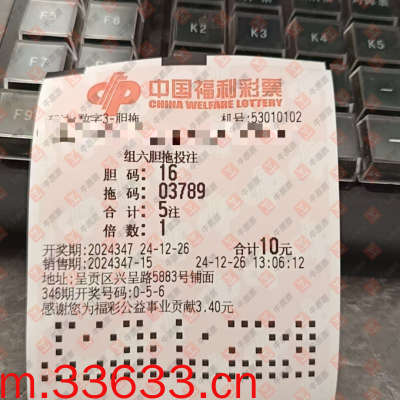 K5
F6
K2
K3
F7
K6
K7
F9
中国福利彩票
CHINA WELFARE LOTTERY
数字3-胆拖
机号:53010102
组六胆拖投注
胆 码: 16
拖 码: 03789
合 计: 5注
倍 数: 1
开奖期:2024347 24-12-26 合计10元
销售期:2024347-15 24-12-26 13:06:12
地址:呈贡区兴呈路5883号铺面
346期开奖号码:0-5-6
感谢您为福彩公益事业贡献3.40元
m.33633.cn